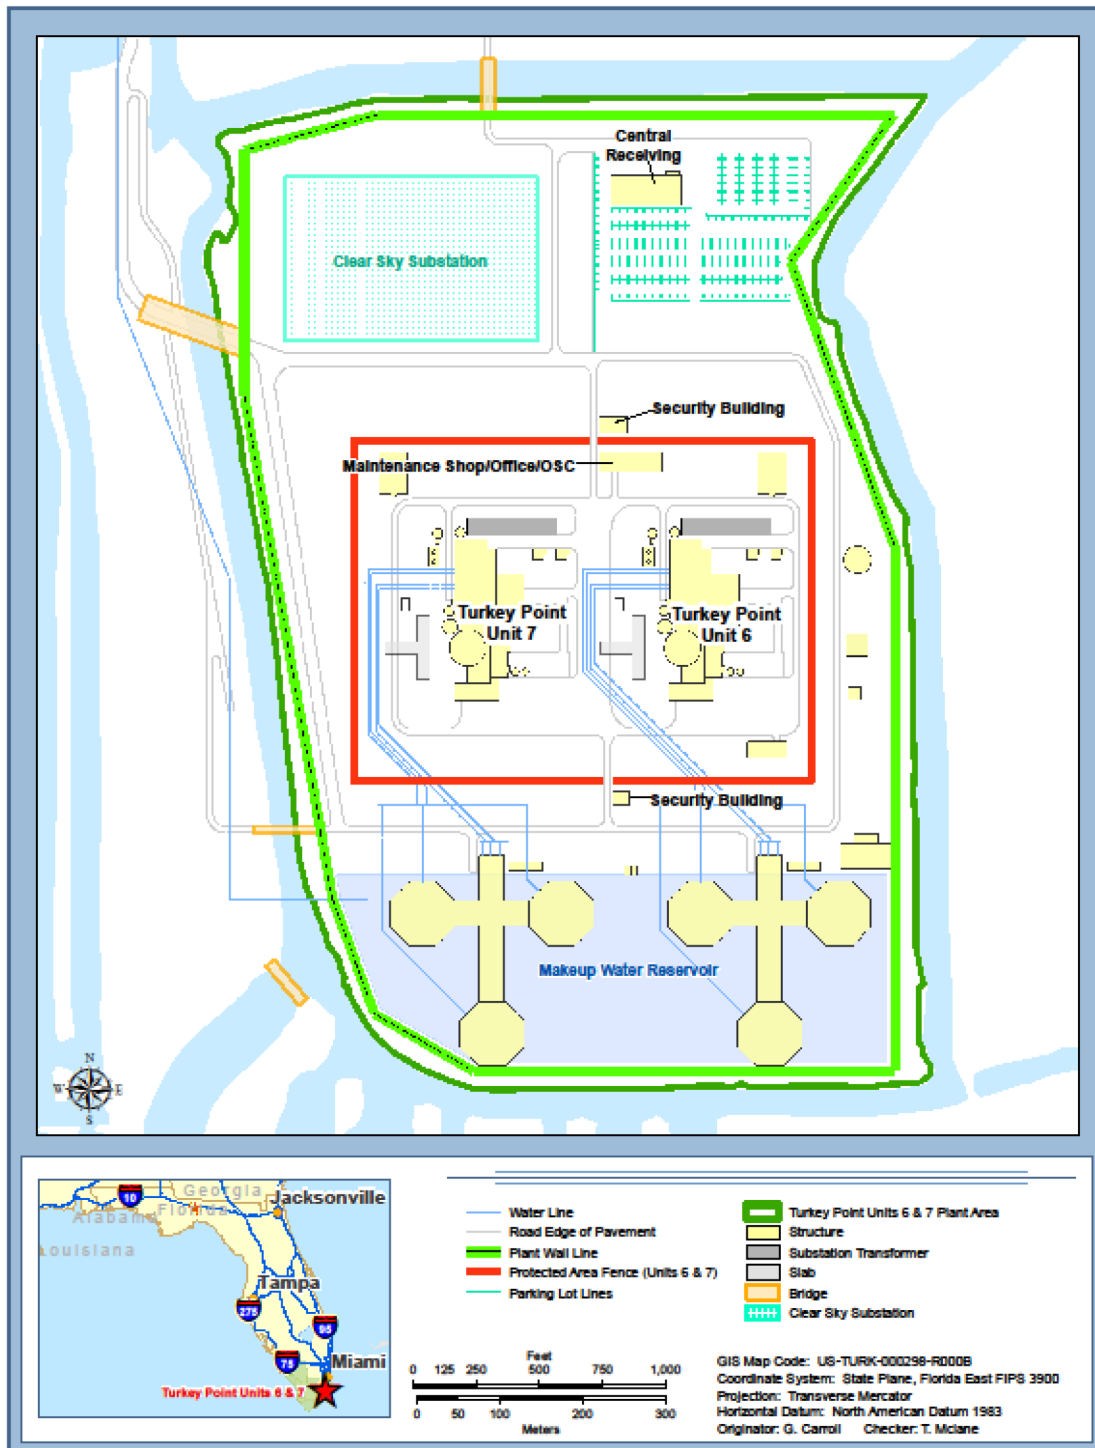 Central
Receiving
Clear Sky Substation
Security Building
Maintenance Shop/Office/OSC
Turkey Point
Unit 7
Turkey Point
Unit 6
Security Building
Makeup Water Reservoir
N
W E
S
Georgia
10
Jacksonville
Florida
Alabama
Louisiana
Tampa
275
95
75
Miami
Turkey Point Units 6 & 7
Water Line
Road Edge of Pavement
Plant Wall Line
Protected Area Fence (Units 6 & 7)
Parking Lot Lines
Turkey Point Units 6 & 7 Plant Area
Structure
Substation Transformer
Slab
Bridge
Clear Sky Substation
Feet
0 125 250 500 750 1,000
0 50 100 200 300
Meters
GIS Map Code: US-TURK-000298-R000B
Coordinate System: State Plane, Florida East FIPS 3900
Projection: Transverse Mercator
Horizontal Datum: North American Datum 1983
Originator: G. Carroll Checker: T. Mclane